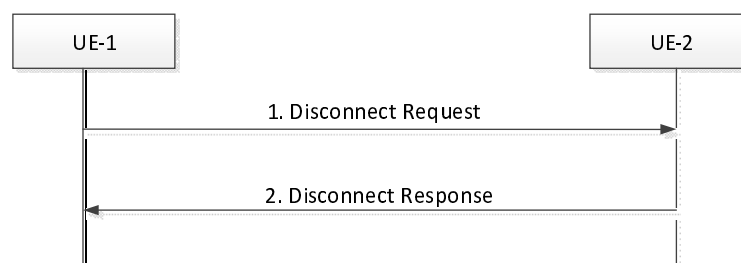 UE-1
UE-2
1. Disconnect Request
2. Disconnect Response